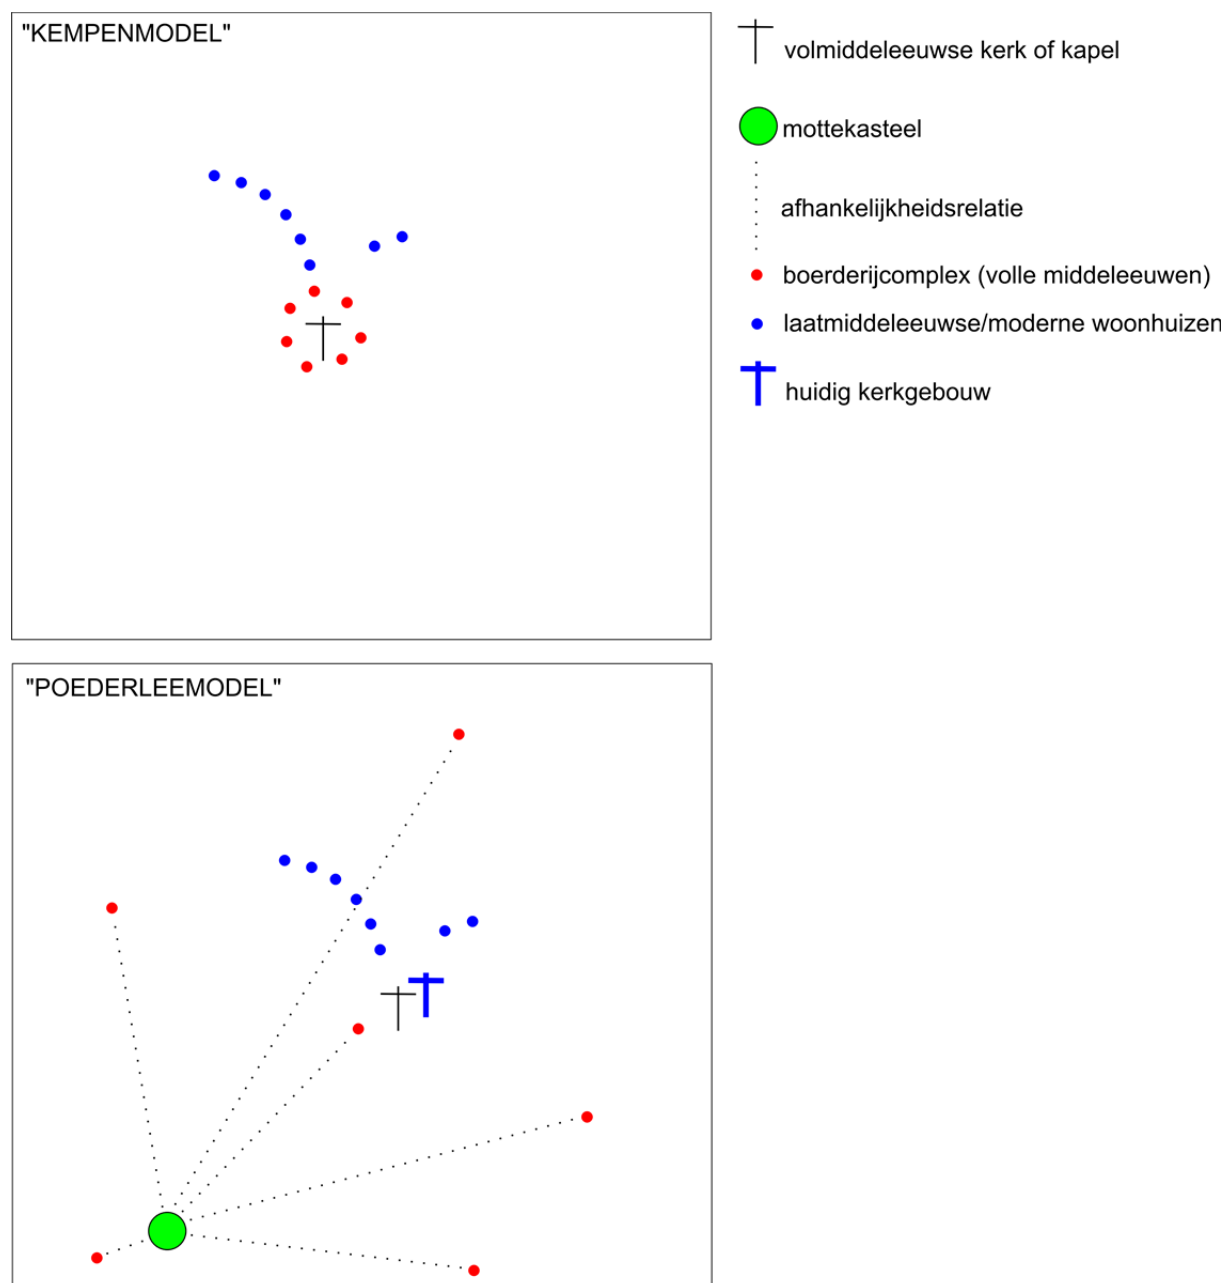 "KEMPENMODEL"
volmiddeleeuwse kerk of kapel
mottekasteel
afhankelijkheidsrelatie
boerderijcomplex (volle middeleeuwen)
laatmiddeleeuwse/moderne woonhuizen
huidig kerkgebouw
"POEDERLEEMODEL"